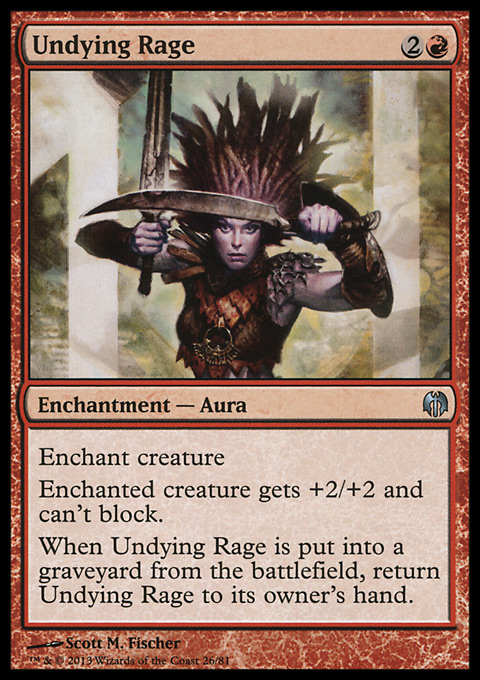 Undying Rage 2
Enchantment — Aura
Enchant creature
Enchanted creature gets +2/+2 and
can't block.
When Undying Rage is put into a
graveyard from the battlefield, return
Undying Rage to its owner's hand.
Scott M. Fischer
™ & © 2013 Wizards of the Coast 26/81